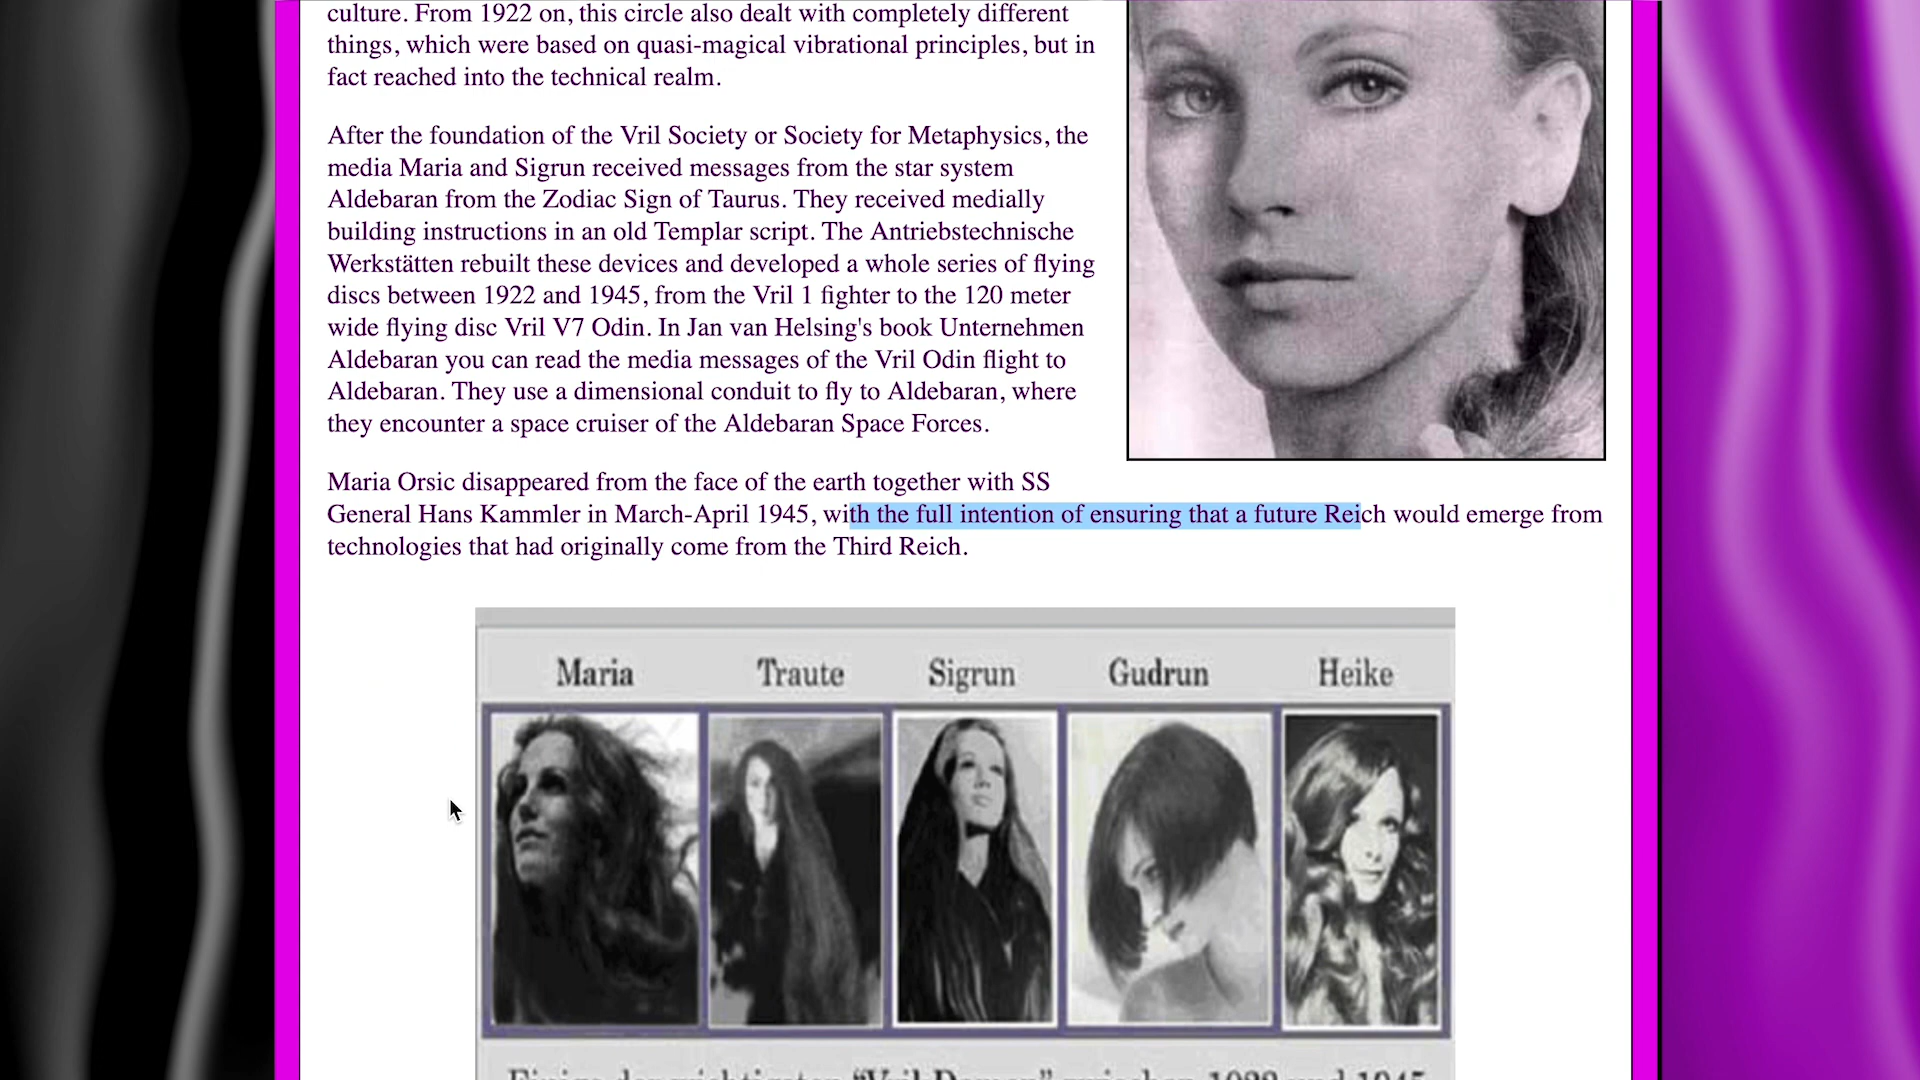 culture. From 1922 on, this circle also dealt with completely different
things, which were based on quasi-magical vibrational principles, but in
fact reached into the technical realm.
After the foundation of the Vril Society or Society for Metaphysics, the
media Maria and Sigrun received messages from the star system
Aldebaran from the Zodiac Sign of Taurus. They received medially
building instructions in an old Templar script. The Antriebstechnische
Werkstätten rebuilt these devices and developed a whole series of flying
discs between 1922 and 1945, from the Vril 1 fighter to the 120 meter
wide flying disc Vril V7 Odin. In Jan van Helsing's book Unternehmen
Aldebaran you can read the media messages of the Vril Odin flight to
Aldebaran. They use a dimensional conduit to fly to Aldebaran, where
they encounter a space cruiser of the Aldebaran Space Forces.
Maria Orsic disappeared from the face of the earth together with SS
General Hans Kammler in March-April 1945, with the full intention of ensuring that a future Reich would emerge from
technologies that had originally come from the Third Reich.
Maria Traute Sigrun Gudrun Heike
Einige der wichtigsten “Vril-Damen” zwischen 1922 und 1945